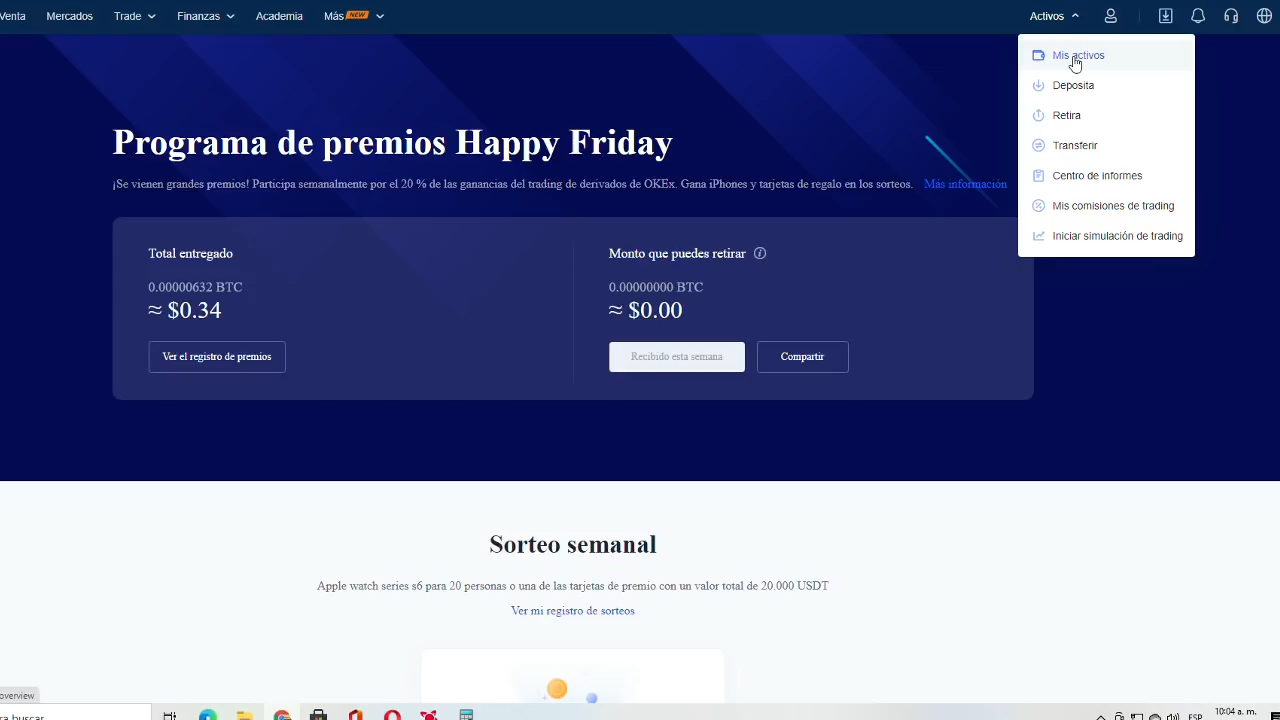 Venta Mercados Trade Finanzas Academia Más NEW Activos
Mis activos
Deposita
Retira
Transferir
Centro de informes
Mis comisiones de trading
Iniciar simulación de trading
Programa de premios Happy Friday
¡Se vienen grandes premios! Participa semanalmente por el 20 % de las ganancias del trading de derivados de OKEx. Gana iPhones y tarjetas de regalo en los sorteos. Más información
Total entregado
0.00000632 BTC
≈ $0.34
Ver el registro de premios
Monto que puedes retirar
0.00000000 BTC
≈ $0.00
Recibido esta semana Compartir
Sorteo semanal
Apple watch series s6 para 20 personas o una de las tarjetas de premio con un valor total de 20.000 USDT
Ver mi registro de sorteos
overview
ra buscar
ESP
10:04 a. m.